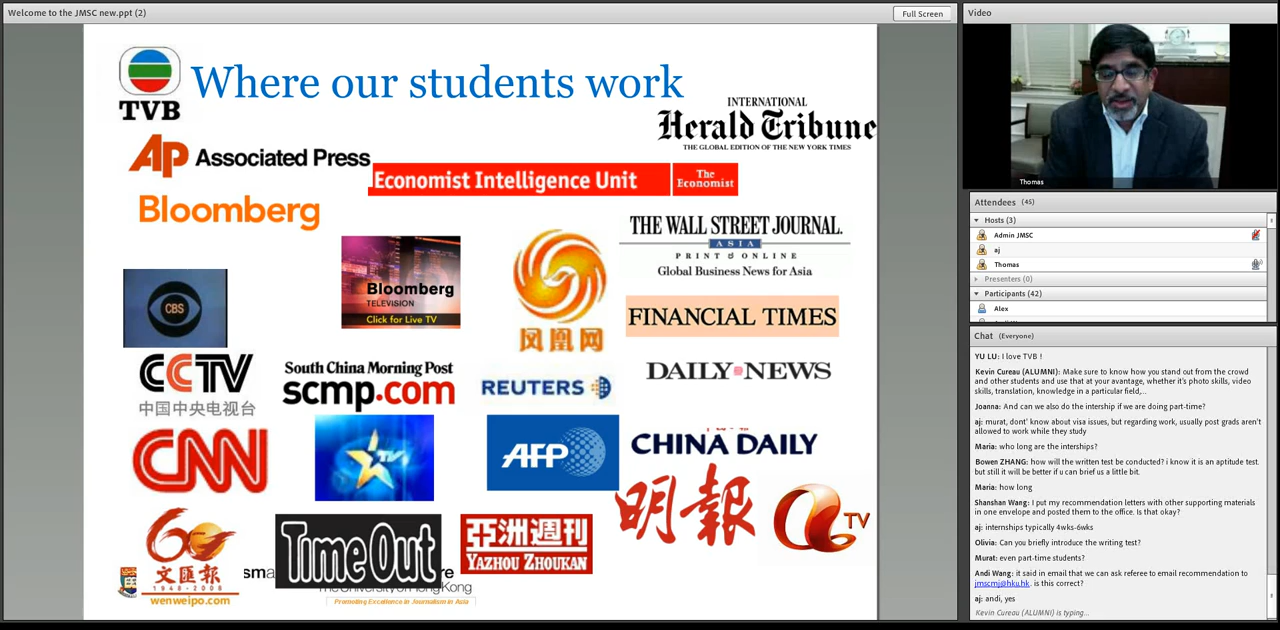 Welcome to the JMSC new.ppt (2)
Full Screen
Where our students work
TVB
INTERNATIONAL
Herald Tribune
THE GLOBAL EDITION OF THE NEW YORK TIMES
AP Associated Press
Economist Intelligence Unit
The
Economist
Bloomberg
THE WALL STREET JOURNAL.
ASIA
PRINT & ONLINE
Global Business News for Asia
Bloomberg
TELEVISION
Click for Live TV
CBS
凤凰网
FINANCIAL TIMES
CCTV
中国中央电视台
South China Morning Post
scmp.com
REUTERS
DAILY NEWS
CNN
TV
AFP
CHINA DAILY
明報
TV
60
文匯報
1948-2008
wenweipo.com
TimeOut
亞洲週刊
YAZHOU ZHOUKAN
The University of Hong Kong
Promoting Excellence in Journalism in Asia
Video
Thomas
Attendees (45)
Hosts (3)
Admin JMSC
aj
Thomas
Presenters (0)
Participants (42)
Alex
Chat (Everyone)
YU LU: I love TVB !
Kevin Cureau (ALUMNI): Make sure to know how you stand out from the crowd
and other students and use that at your avantage, whether it's photo skills, video
skills, translation, knowledge in a particular field,...
Joanna: And can we also do the intership if we are doing part-time?
aj: murat, dont' know about visa issues, but regarding work, usually post grads aren't
allowed to work while they study
Maria: who long are the interships?
Bowen ZHANG: how will the written test be conducted? i know it is an aptitude test
but still it will be better if u can brief us a little bit.
Maria: how long
Shanshan Wang: I put my recommendation letters with other supporting materials
in one envelope and posted them to the office. Is that okay?
aj: internships typically 4wks-6wks
Olivia: Can you briefly introduce the writing test?
Murat: even part-time students?
Andi Wang: it said in email that we can ask referee to email recommendation to
jmscmj@hku.hk. is this correct?
aj: andi, yes
Kevin Cureau (ALUMNI) is typing...